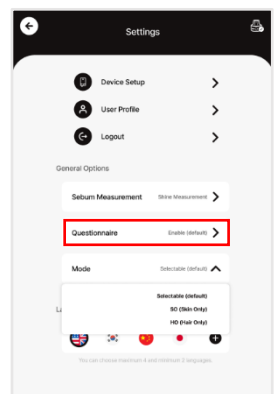 Settings
Device Setup
User Profile
Logout
General Options
Sebum Measurement Shine Measurement
Questionnaire Enable (default)
Mode Selectable (default)
Selectable (default)
SO (Skin Only)
HO (Hair Only)
La
You can choose maximum 4 and minimum 2 languages.